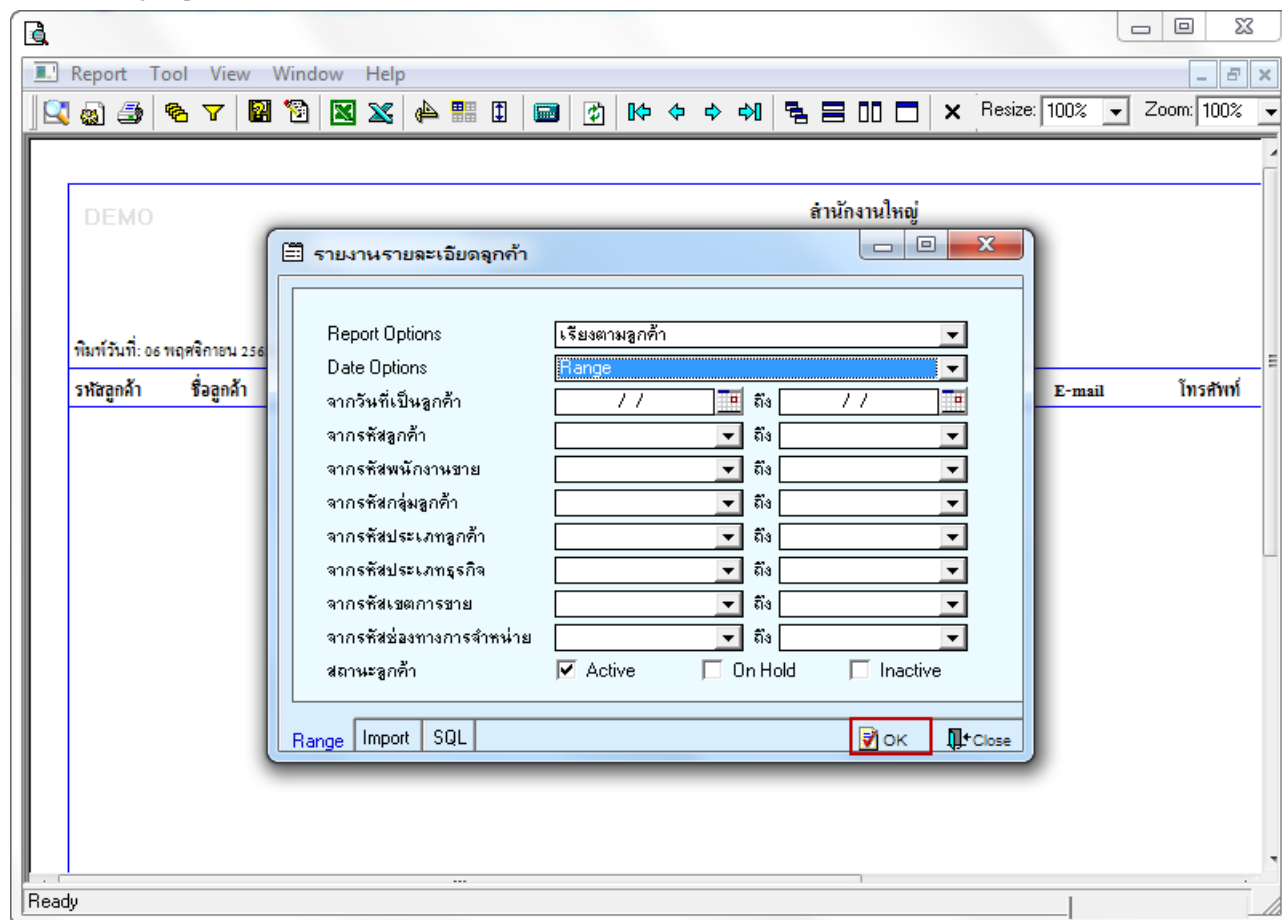 Report Tool View Window Help
Resize: 100% Zoom: 100%
DEMO
สำนักงานใหญ่
รายงานรายละเอียดลูกค้า
Report Options เรียงตามลูกค้า
พิมพ์วันที่: 06 พฤศจิกายน 256
Date Options Range
รหัสลูกค้า ชื่อลูกค้า E-mail โทรศัพท์
จากวันที่เป็นลูกค้า / / ถึง / /
จากรหัสลูกค้า ถึง
จากรหัสพนักงานขาย ถึง
จากรหัสกลุ่มลูกค้า ถึง
จากรหัสประเภทลูกค้า ถึง
จากรหัสประเภทธุรกิจ ถึง
จากรหัสเขตการขาย ถึง
จากรหัสช่องทางการจำหน่าย ถึง
สถานะลูกค้า Active On Hold Inactive
Range Import SQL OK Close
Ready